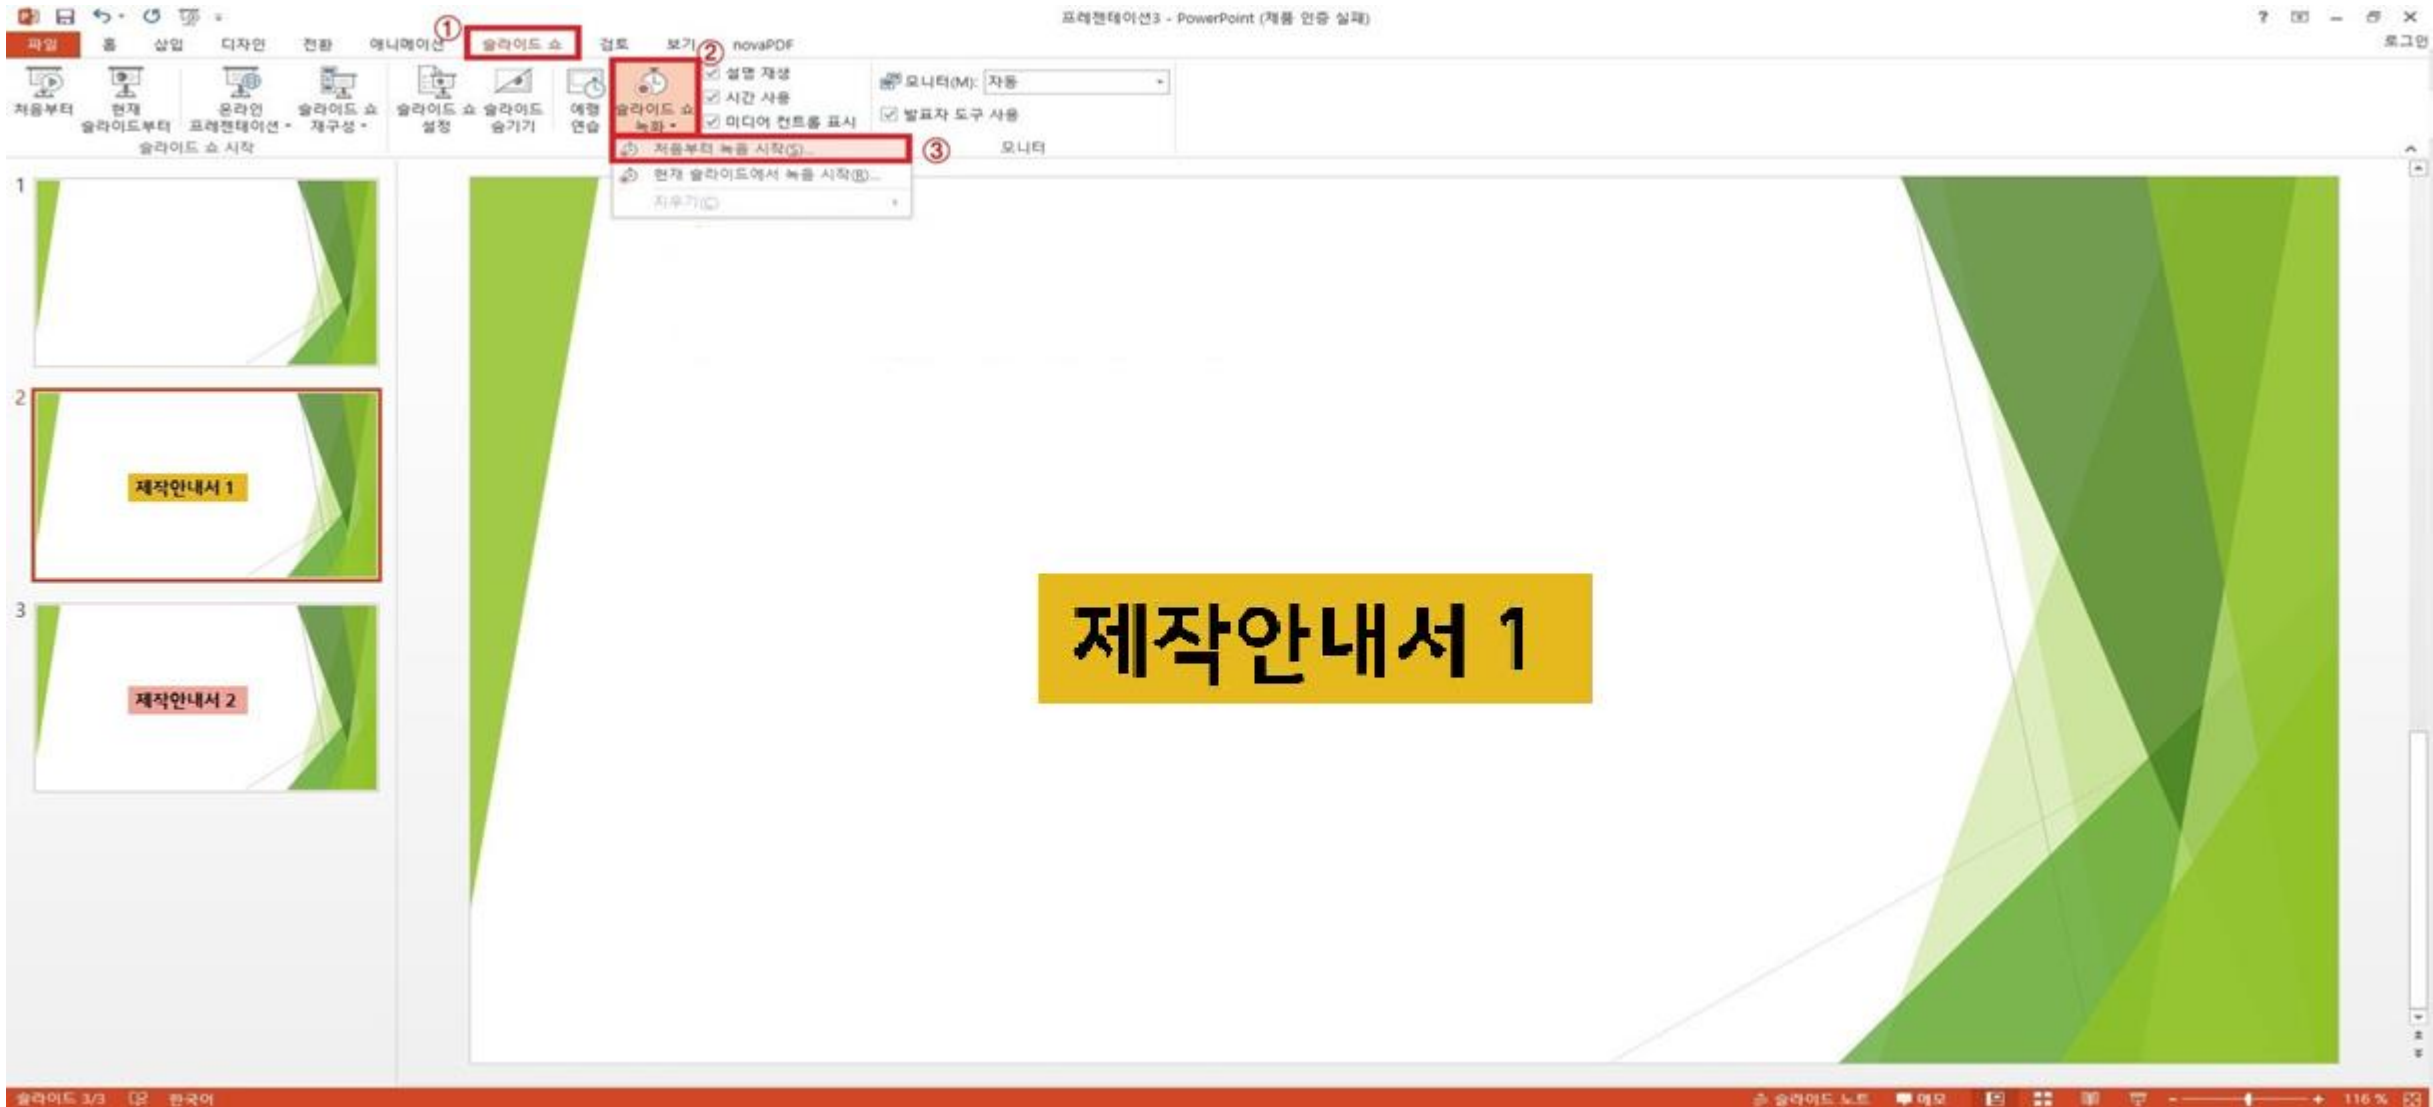 프레젠테이션3 - PowerPoint (제품 인증 실패)
? 
로그인
파일 홈 삽입 디자인 전환 애니메이션 ① 슬라이드 쇼 검토 보기 ② novaPDF
처음부터
현재 슬라이드부터
온라인 프레젠테이션
슬라이드 쇼 재구성
슬라이드 쇼 설정
슬라이드 숨기기
예행 연습
슬라이드 쇼 녹화
설명 재생
시간 사용
미디어 컨트롤 표시
모니터(M): 자동
발표자 도구 사용
슬라이드 쇼 시작
모니터
처음부터 녹음 시작(S)... ③
현재 슬라이드에서 녹음 시작(R)...
지우기(C)
1
2
제작안내서 1
3
제작안내서 2
제작안내서 1
슬라이드 3/3 한국어
슬라이드 노트 메모 116 %